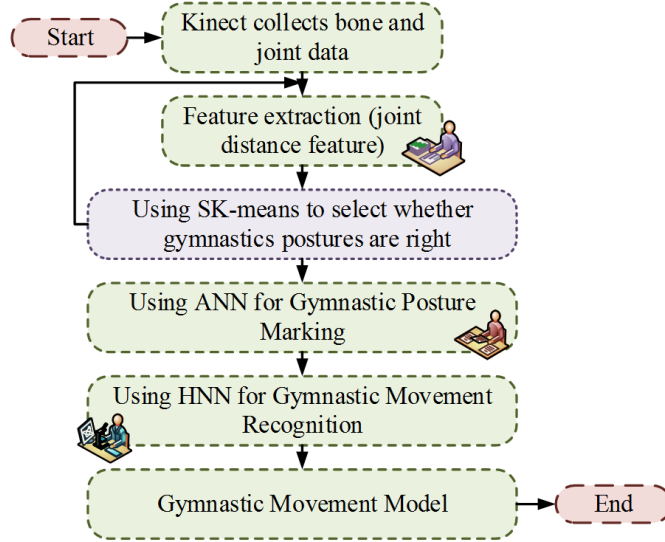 Start
Kinect collects bone and
joint data
Feature extraction (joint
distance feature)
Using SK-means to select whether
gymnastics postures are right
Using ANN for Gymnastic Posture
Marking
Using HNN for Gymnastic Movement
Recognition
Gymnastic Movement Model
End